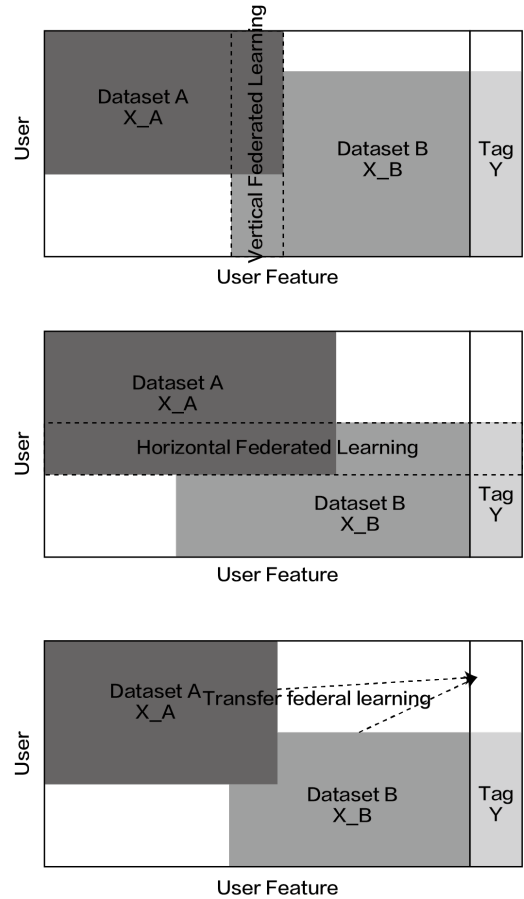 Dataset A
X_A
Vertical Federated Learning
Dataset B
X_B
Tag
Y
User
User Feature
Dataset A
X_A
Horizontal Federated Learning
Dataset B
X_B
Tag
Y
User
User Feature
Dataset A
X_A
Transfer federal learning
Dataset B
X_B
Tag
Y
User
User Feature